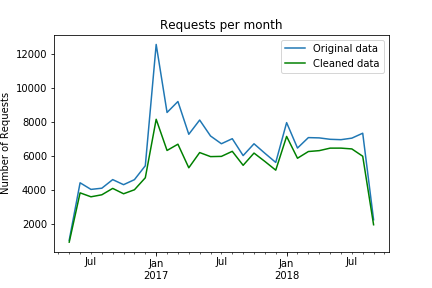 Requests per month
Original data
Cleaned data
Number of Requests
12000
10000
8000
6000
4000
2000
Jul
Jan
2017
Jul
Jan
2018
Jul